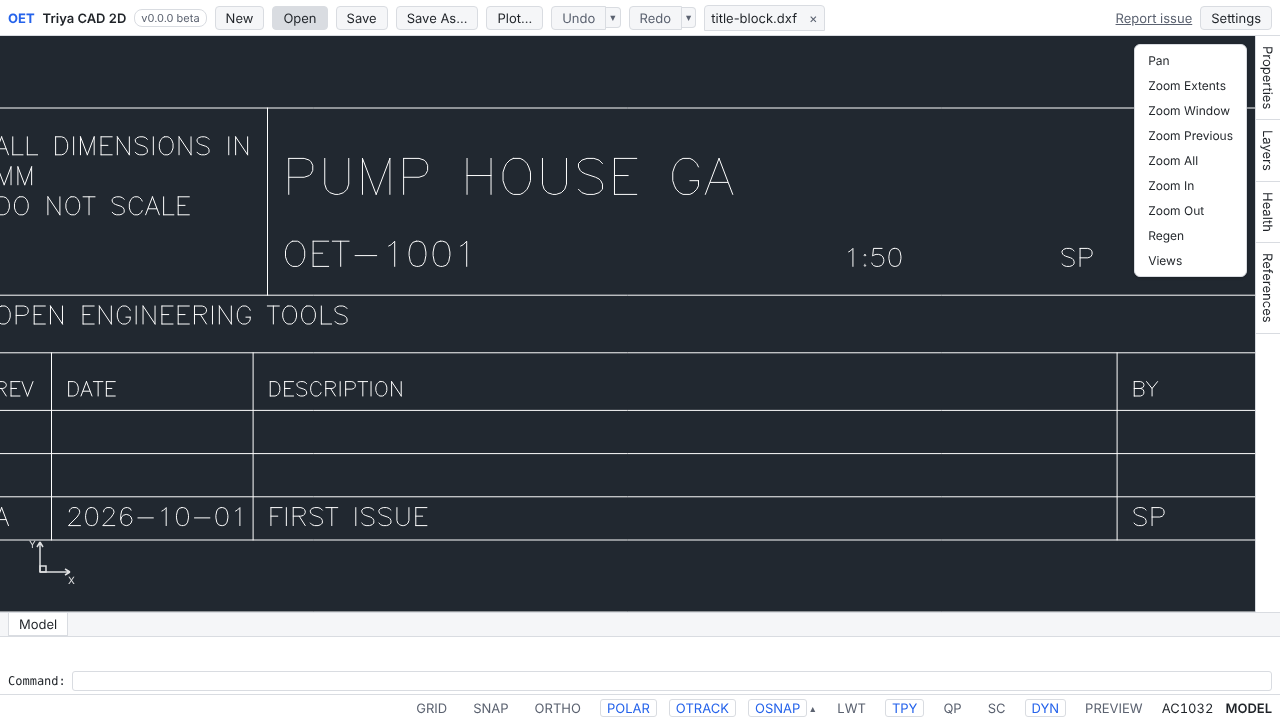 OET Triya CAD 2D v0.0.0 beta New Open Save Save As... Plot... Undo ▾ Redo ▾ title-block.dxf × Report issue Settings
Pan
Zoom Extents
Zoom Window
Zoom Previous
Zoom All
Zoom In
Zoom Out
Regen
Views
Properties
Layers
Health
References
ALL DIMENSIONS IN
MM
DO NOT SCALE
PUMP HOUSE GA
OET-1001 1:50 SP
OPEN ENGINEERING TOOLS
REV DATE DESCRIPTION BY
A 2026-10-01 FIRST ISSUE SP
Y
X
Model
Command:
GRID SNAP ORTHO POLAR OTRACK OSNAP ▴ LWT TPY QP SC DYN PREVIEW AC1032 MODEL